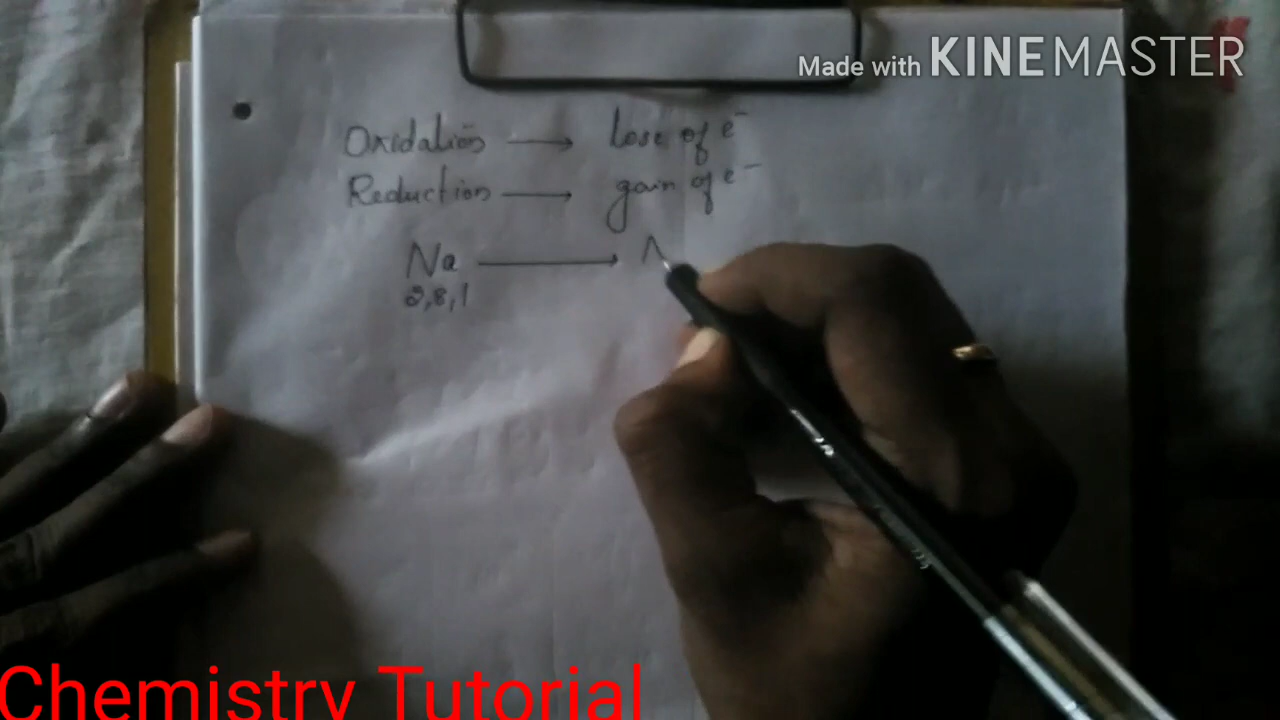 Made with KINEMASTER
Oxidation → lose of e⁻
Reduction → gain of e⁻
Na →
2,8,1
Chemistry Tutorial